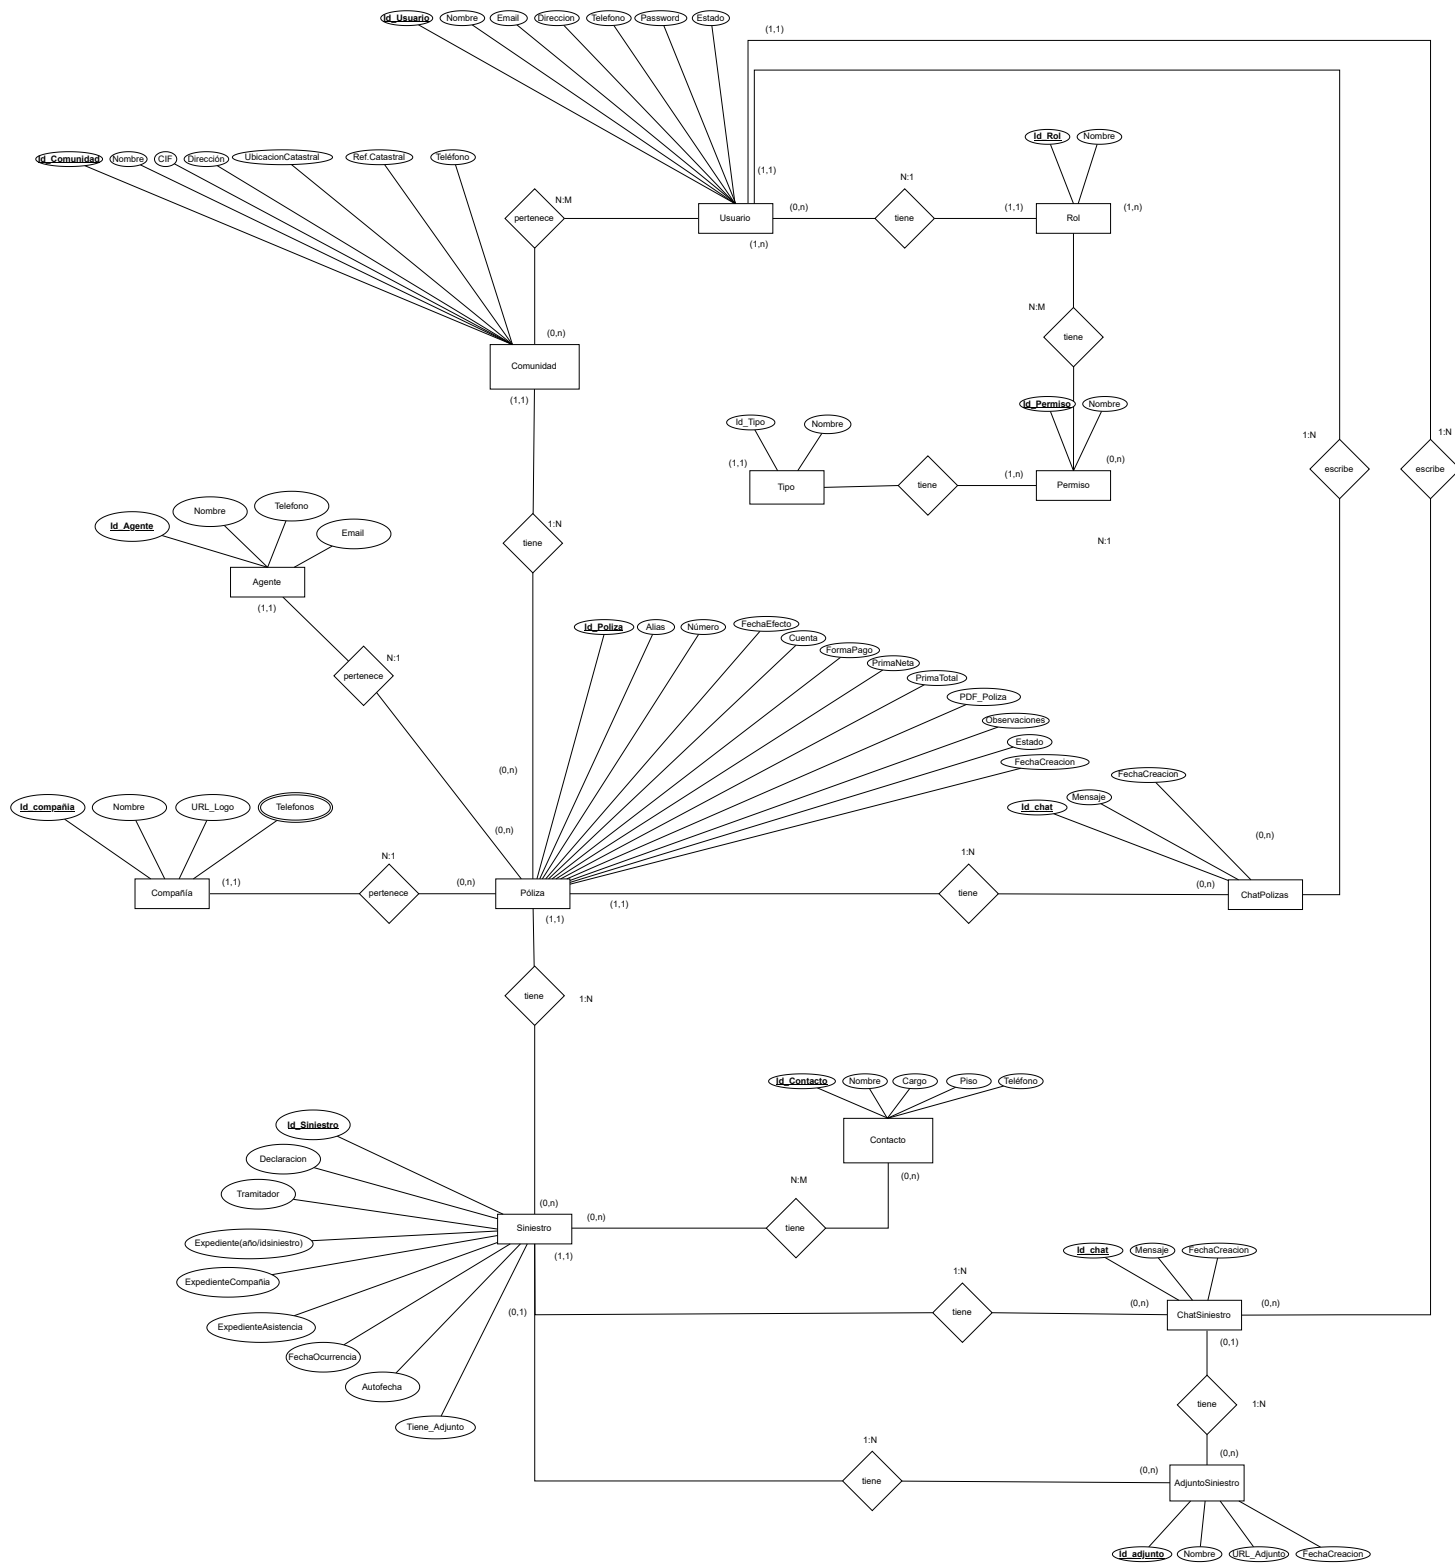 Id_Usuario
Nombre
Email
Direccion
Telefono
Password
Estado
(1,1)
Id_Rol
Nombre
Id_Comunidad
Nombre
CIF
Dirección
UbicacionCatastral
Ref.Catastral
Teléfono
(1,1)
N:1
N:M
pertenece
Usuario
(0,n)
tiene
(1,1)
Rol
(1,n)
(1,n)
N:M
tiene
(0,n)
Comunidad
(1,1)
Id_Permiso
Nombre
Id_Tipo
Nombre
1:N
1:N
(1,1)
Tipo
tiene
(1,n)
(0,n)
Permiso
escribe
escribe
N:1
Id_Agente
Nombre
Telefono
Email
1:N
tiene
Agente
(1,1)
N:1
pertenece
Id_Poliza
Alias
Número
FechaEfecto
Cuenta
FormaPago
PrimaNeta
PrimaTotal
PDF_Poliza
Observaciones
Estado
FechaCreacion
(0,n)
FechaCreacion
Mensaje
Id_chat
Id_compañia
Nombre
URL_Logo
Telefonos
(0,n)
(0,n)
N:1
1:N
Compañía
(1,1)
pertenece
(0,n)
Póliza
(1,1)
(1,1)
tiene
(0,n)
ChatPolizas
tiene
1:N
Id_Contacto
Nombre
Cargo
Piso
Teléfono
Contacto
(0,n)
Id_Siniestro
Declaracion
Tramitador
Expediente(año/idsiniestro)
ExpedienteCompañia
ExpedienteAsistencia
FechaOcurrencia
Autofecha
Tiene_Adjunto
N:M
(0,n)
(0,n)
Siniestro
tiene
(1,1)
(0,1)
Id_chat
Mensaje
FechaCreacion
1:N
tiene
(0,n)
(0,n)
ChatSiniestro
(0,1)
tiene
1:N
1:N
(0,n)
(0,n)
tiene
AdjuntoSiniestro
Id_adjunto
Nombre
URL_Adjunto
FechaCreacion